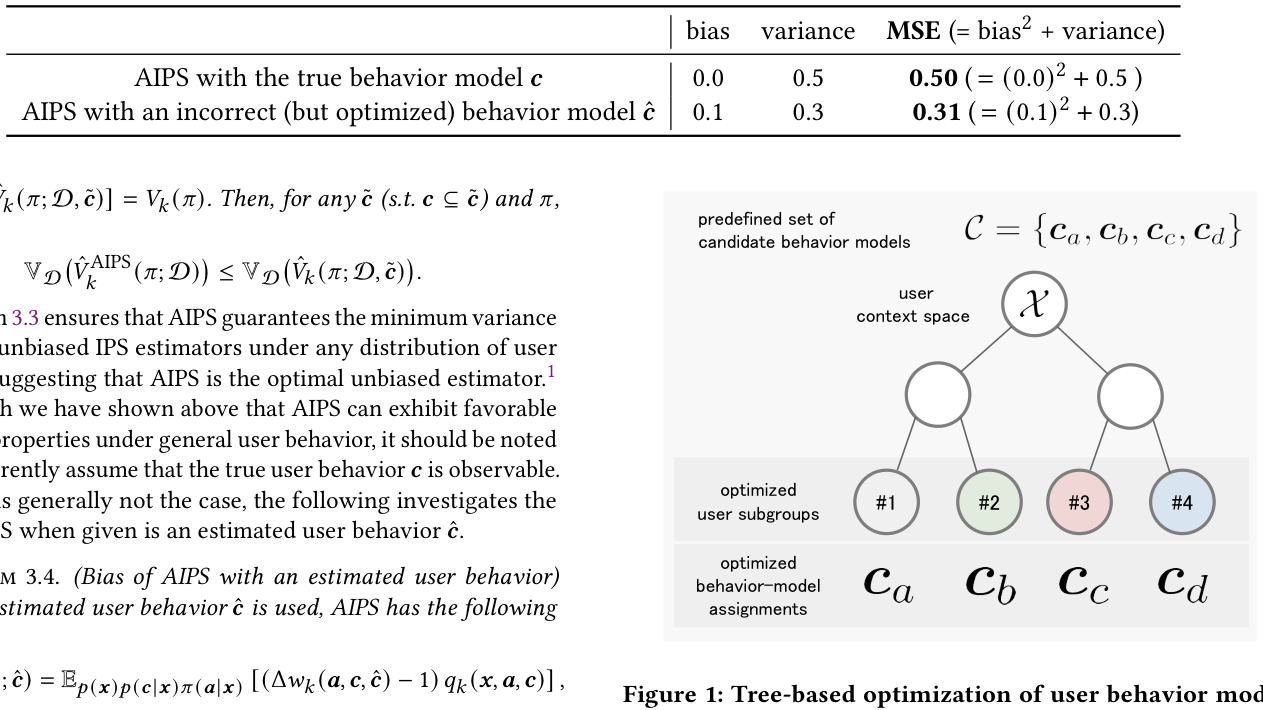 bias variance MSE (= bias² + variance)
AIPS with the true behavior model c 0.0 0.5 0.50 ( = (0.0)² + 0.5 )
AIPS with an incorrect (but optimized) behavior model ĉ 0.1 0.3 0.31 ( = (0.1)² + 0.3)
V̂k(π; D, c̃)] = Vk(π). Then, for any c̃ (s.t. c ⊆ c̃) and π,
𝕍D(V̂k^AIPS(π; D)) ≤ 𝕍D(V̂k(π; D, c̃)).
3.3 ensures that AIPS guarantees the minimum variance
unbiased IPS estimators under any distribution of user
uggesting that AIPS is the optimal unbiased estimator.¹
h we have shown above that AIPS can exhibit favorable
properties under general user behavior, it should be noted
rently assume that the true user behavior c is observable.
is generally not the case, the following investigates the
S when given is an estimated user behavior ĉ.
m 3.4. (Bias of AIPS with an estimated user behavior)
stimated user behavior ĉ is used, AIPS has the following
; ĉ) = 𝔼p(x)p(c|x)π(a|x) [(Δwk(a, c, ĉ) − 1) qk(x, a, c)],
predefined set of
candidate behavior models
C = {ca, cb, cc, cd}
user
context space
X
optimized
user subgroups
#1 #2 #3 #4
optimized
behavior-model
assignments
ca cb cc cd
Figure 1: Tree-based optimization of user behavior mod